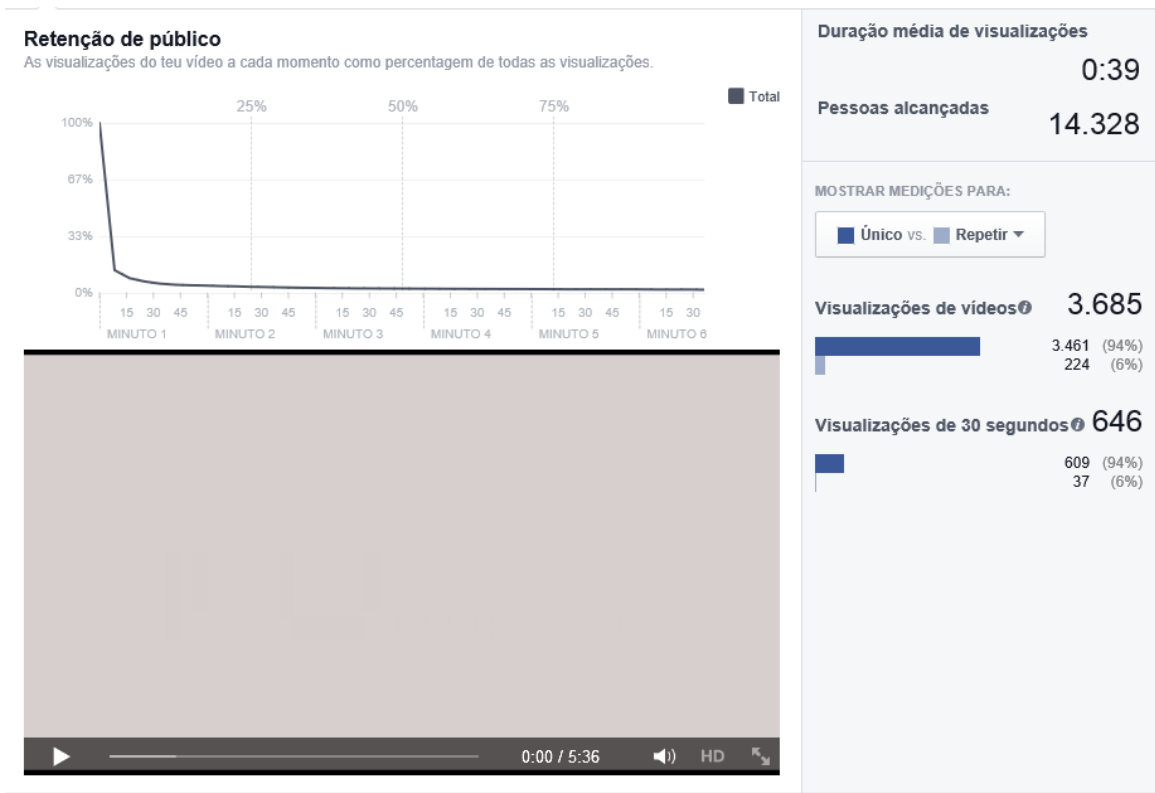 Retenção de público
As visualizações do teu vídeo a cada momento como percentagem de todas as visualizações.
Total
25% 50% 75%
100%
67%
33%
0%
15 30 45 15 30 45 15 30 45 15 30 45 15 30 45 15 30
MINUTO 1 MINUTO 2 MINUTO 3 MINUTO 4 MINUTO 5 MINUTO 6
0:00 / 5:36 HD
Duração média de visualizações
0:39
Pessoas alcançadas
14.328
MOSTRAR MEDIÇÕES PARA:
Único vs. Repetir
Visualizações de vídeos 3.685
3.461 (94%)
224 (6%)
Visualizações de 30 segundos 646
609 (94%)
37 (6%)